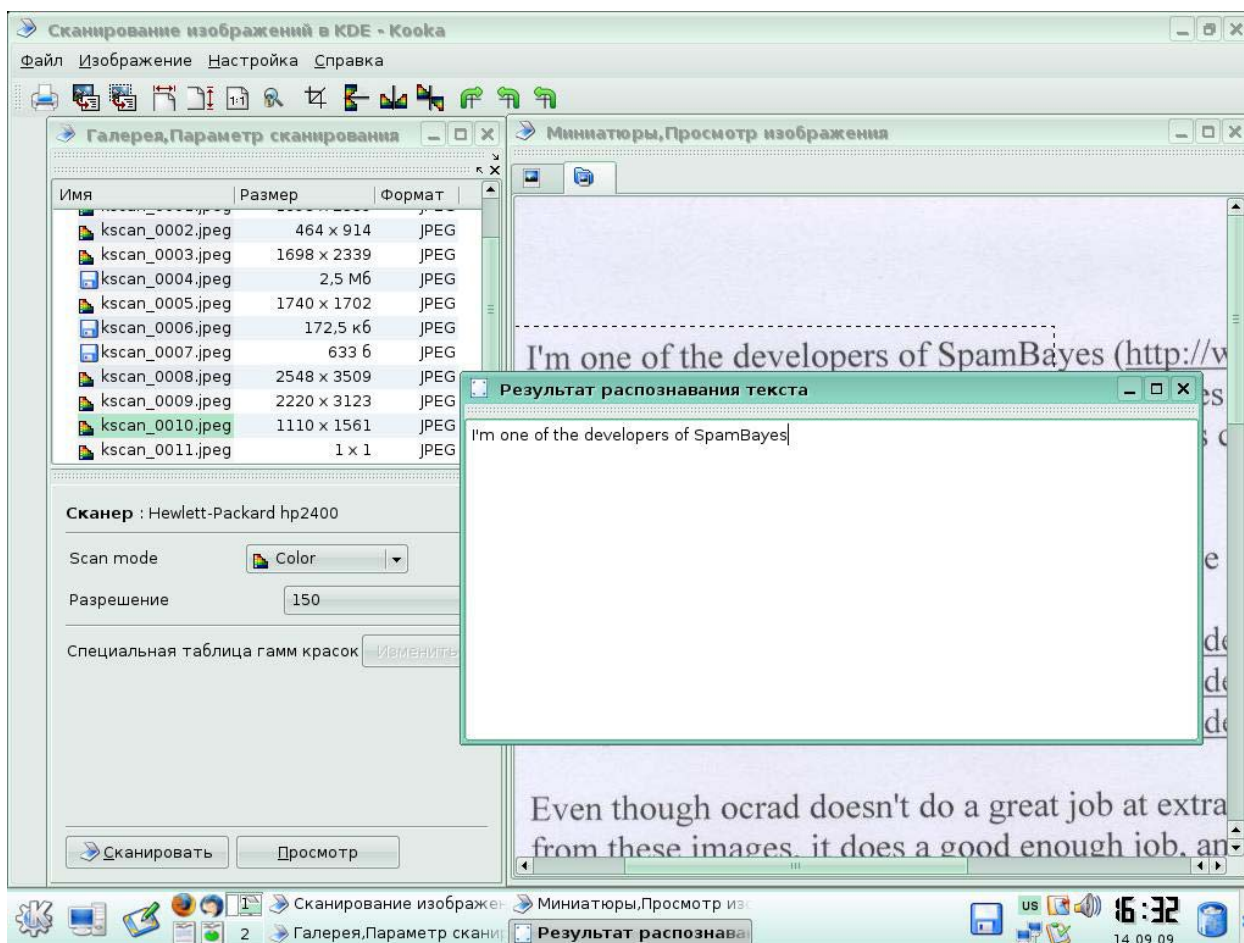 Сканирование изображений в KDE - Kooka
Файл Изображение Настройка Справка
Галерея,Параметр сканирования
Имя Размер Формат
kscan_0002.jpeg 464 x 914 JPEG
kscan_0003.jpeg 1698 x 2339 JPEG
kscan_0004.jpeg 2,5 Мб JPEG
kscan_0005.jpeg 1740 x 1702 JPEG
kscan_0006.jpeg 172,5 кб JPEG
kscan_0007.jpeg 633 б JPEG
kscan_0008.jpeg 2548 x 3509 JPEG
kscan_0009.jpeg 2220 x 3123 JPEG
kscan_0010.jpeg 1110 x 1561 JPEG
kscan_0011.jpeg 1 x 1 JPEG
Сканер : Hewlett-Packard hp2400
Scan mode Color
Разрешение 150
Специальная таблица гамм красок Изменить
Сканировать Просмотр
Миниатюры,Просмотр изображения
I'm one of the developers of SpamBayes (http://w
Результат распознавания текста
I'm one of the developers of SpamBayes
Even though ocrad doesn't do a great job at extra
from these images, it does a good enough job, an
1 Сканирование изображен Миниатюры,Просмотр из US 16:32
2 Галерея,Параметр скани Результат распознава 14.09.09